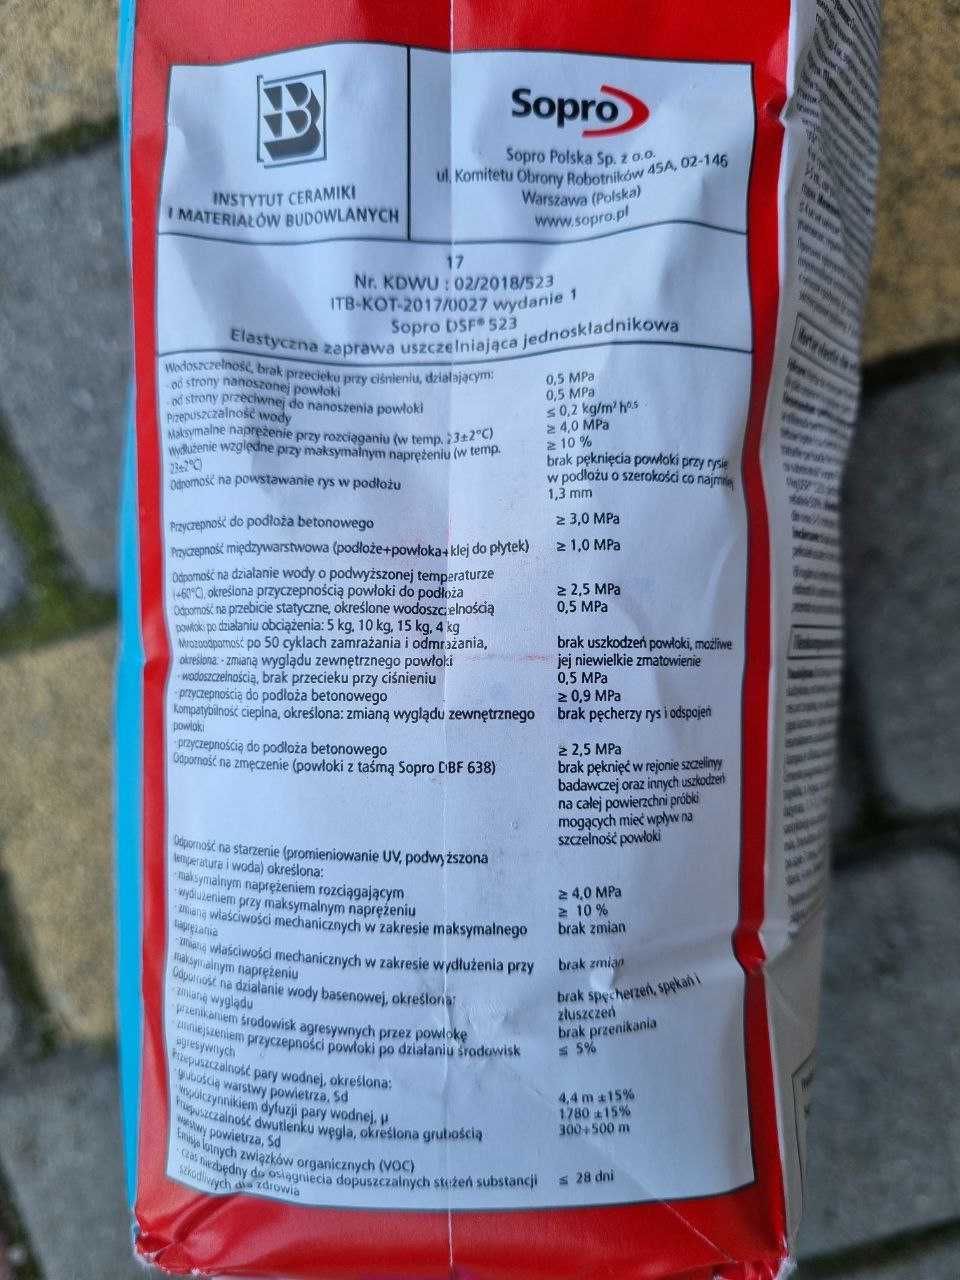 B
INSTYTUT CERAMIKI
I MATERIAŁÓW BUDOWLANYCH
Sopro
Sopro Polska Sp. z o.o.
ul. Komitetu Obrony Robotników 45A, 02-146
Warszawa (Polska)
www.sopro.pl
17
Nr. KDWU : 02/2018/523
ITB-KOT-2017/0027 wydanie 1
Sopro DSF® 523
Elastyczna zaprawa uszczelniająca jednoskładnikowa
Wodoszczelność, brak przecieku przy ciśnieniu, działającym:
- od strony nanoszonej powłoki 0,5 MPa
- od strony przeciwnej do nanoszenia powłoki 0,5 MPa
Przepuszczalność wody ≤ 0,2 kg/m² h⁰·⁵
Maksymalne naprężenie przy rozciąganiu (w temp. 23±2°C) ≥ 4,0 MPa
Wydłużenie względne przy maksymalnym naprężeniu (w temp. ≥ 10 %
23±2°C)
Odporność na powstawanie rys w podłożu brak pęknięcia powłoki przy rysie
w podłożu o szerokości co najmniej
1,3 mm
Przyczepność do podłoża betonowego ≥ 3,0 MPa
Przyczepność międzywarstwowa (podłoże+powłoka+klej do płytek) ≥ 1,0 MPa
Odporność na działanie wody o podwyższonej temperaturze
(+60°C), określona przyczepnością powłoki do podłoża ≥ 2,5 MPa
Odporność na przebicie statyczne, określone wodoszczelnością 0,5 MPa
powłoki po działaniu obciążenia: 5 kg, 10 kg, 15 kg, 4 kg
Mrozoodporność po 50 cyklach zamrażania i odmrażania, brak uszkodzeń powłoki, możliwe
określona: - zmianą wyglądu zewnętrznego powłoki jej niewielkie zmatowienie
- wodoszczelnością, brak przecieku przy ciśnieniu 0,5 MPa
- przyczepnością do podłoża betonowego ≥ 0,9 MPa
Kompatybilność cieplna, określona: zmianą wyglądu zewnętrznego brak pęcherzy rys i odspojeń
powłoki
- przyczepnością do podłoża betonowego ≥ 2,5 MPa
Odporność na zmęczenie (powłoki z taśmą Sopro DBF 638) brak pęknięć w rejonie szczeliny
badawczej oraz innych uszkodzeń
na całej powierzchni próbki
mogących mieć wpływ na
szczelność powłoki
Odporność na starzenie (promieniowanie UV, podwyższona
temperatura i woda) określona:
- maksymalnym naprężeniem rozciągającym ≥ 4,0 MPa
- wydłużeniem przy maksymalnym naprężeniu ≥ 10 %
- zmianą właściwości mechanicznych w zakresie maksymalnego brak zmian
naprężania
- zmianą właściwości mechanicznych w zakresie wydłużenia przy brak zmian
maksymalnym naprężeniu
Odporność na działanie wody basenowej, określona:
- zmianą wyglądu brak spęcherzeń, spękań i
złuszczeń
- przenikaniem środowisk agresywnych przez powłokę brak przenikania
- zmniejszeniem przyczepności powłoki po działaniu środowisk ≤ 5%
agresywnych
Przepuszczalność pary wodnej, określona:
- grubością warstwy powietrza, Sd 4,4 m ±15%
- współczynnikiem dyfuzji pary wodnej, µ 1780 ±15%
Przepuszczalność dwutlenku węgla, określona grubością 300÷500 m
warstwy powietrza, Sd
Emisja lotnych związków organicznych (VOC)
- czas niezbędny do osiągniecia dopuszczalnych stężeń substancji ≤ 28 dni
szkodliwych dla zdrowia